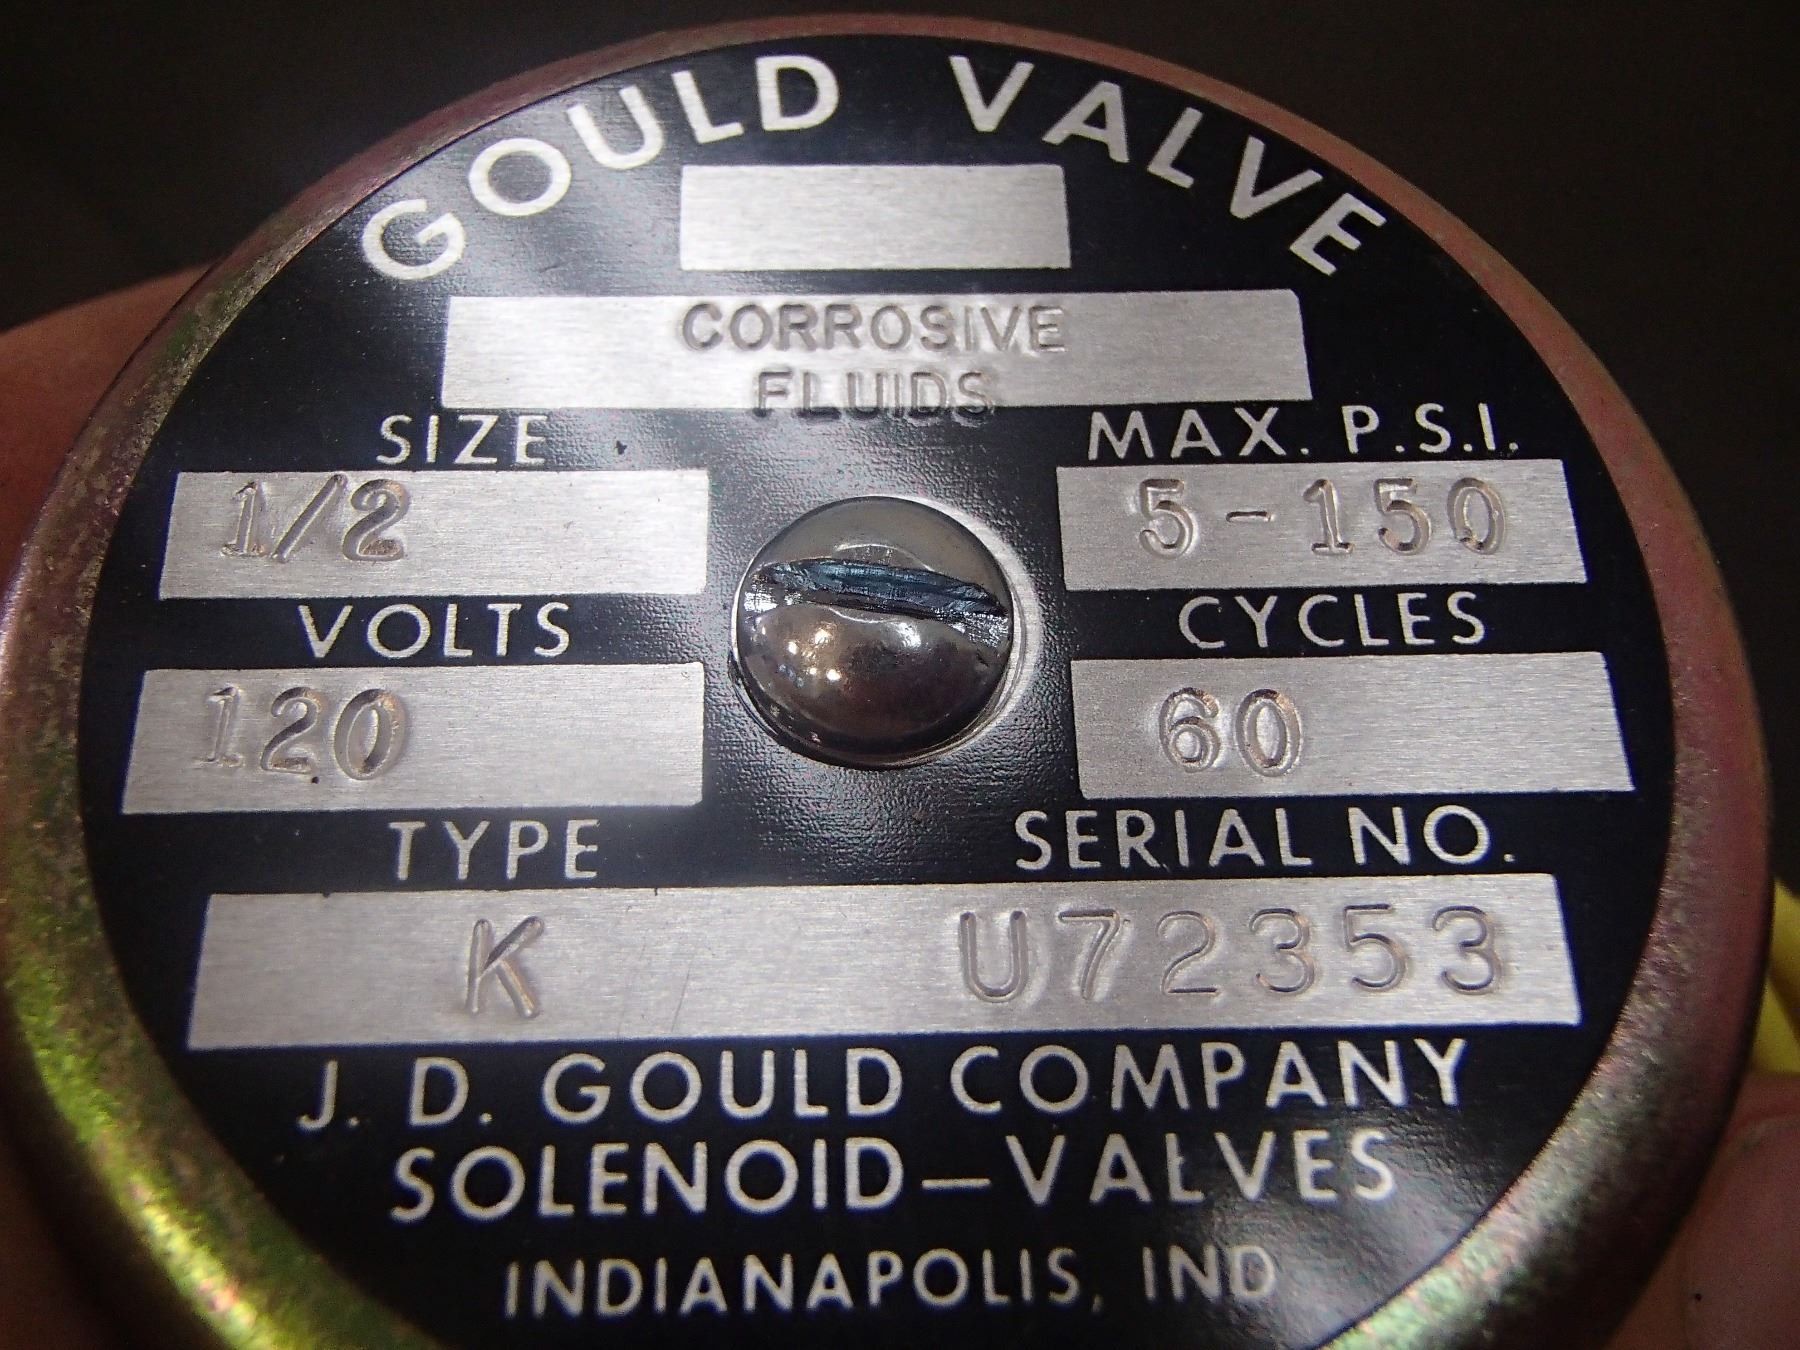 GOULD VALVE
CORROSIVE
FLUIDS
SIZE MAX. P.S.I.
1/2 5-150
VOLTS CYCLES
120 60
TYPE SERIAL NO.
K U72353
J. D. GOULD COMPANY
SOLENOID—VALVES
INDIANAPOLIS, IND